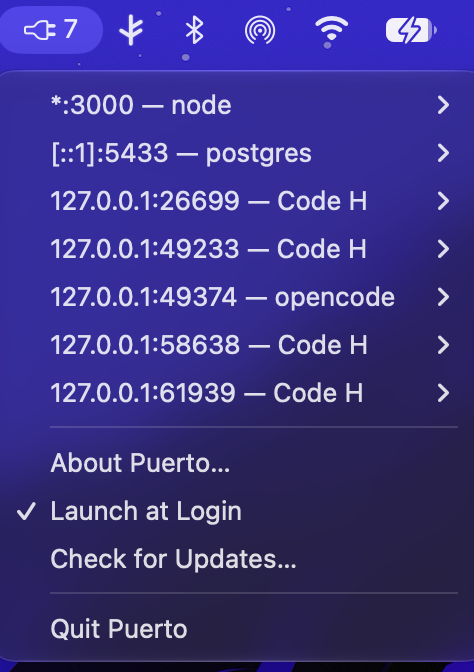 7
*:3000 — node
[::1]:5433 — postgres
127.0.0.1:26699 — Code H
127.0.0.1:49233 — Code H
127.0.0.1:49374 — opencode
127.0.0.1:58638 — Code H
127.0.0.1:61939 — Code H
About Puerto...
Launch at Login
Check for Updates...
Quit Puerto